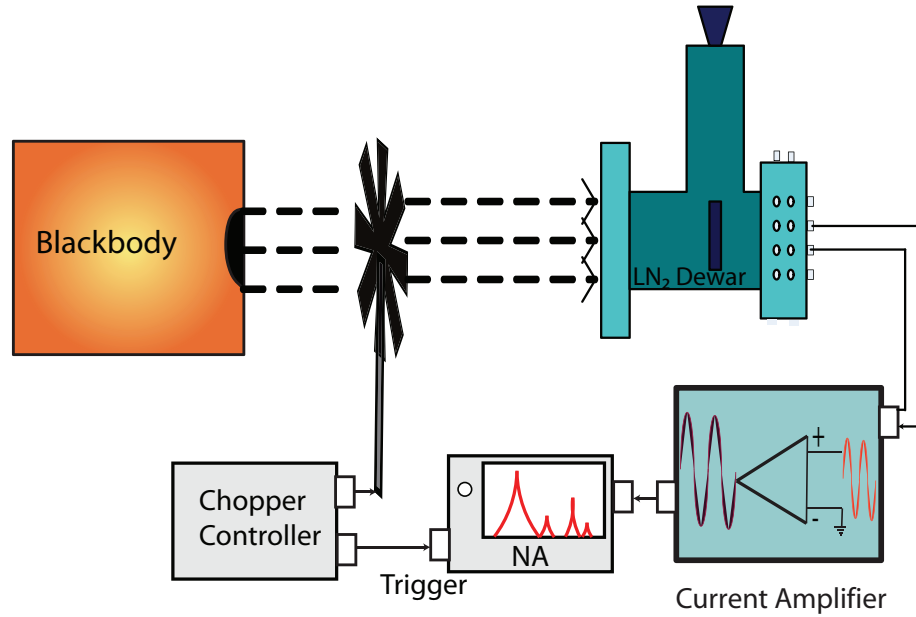 Blackbody
LN₂ Dewar
+
-
Chopper
Controller
NA
Trigger
Current Amplifier